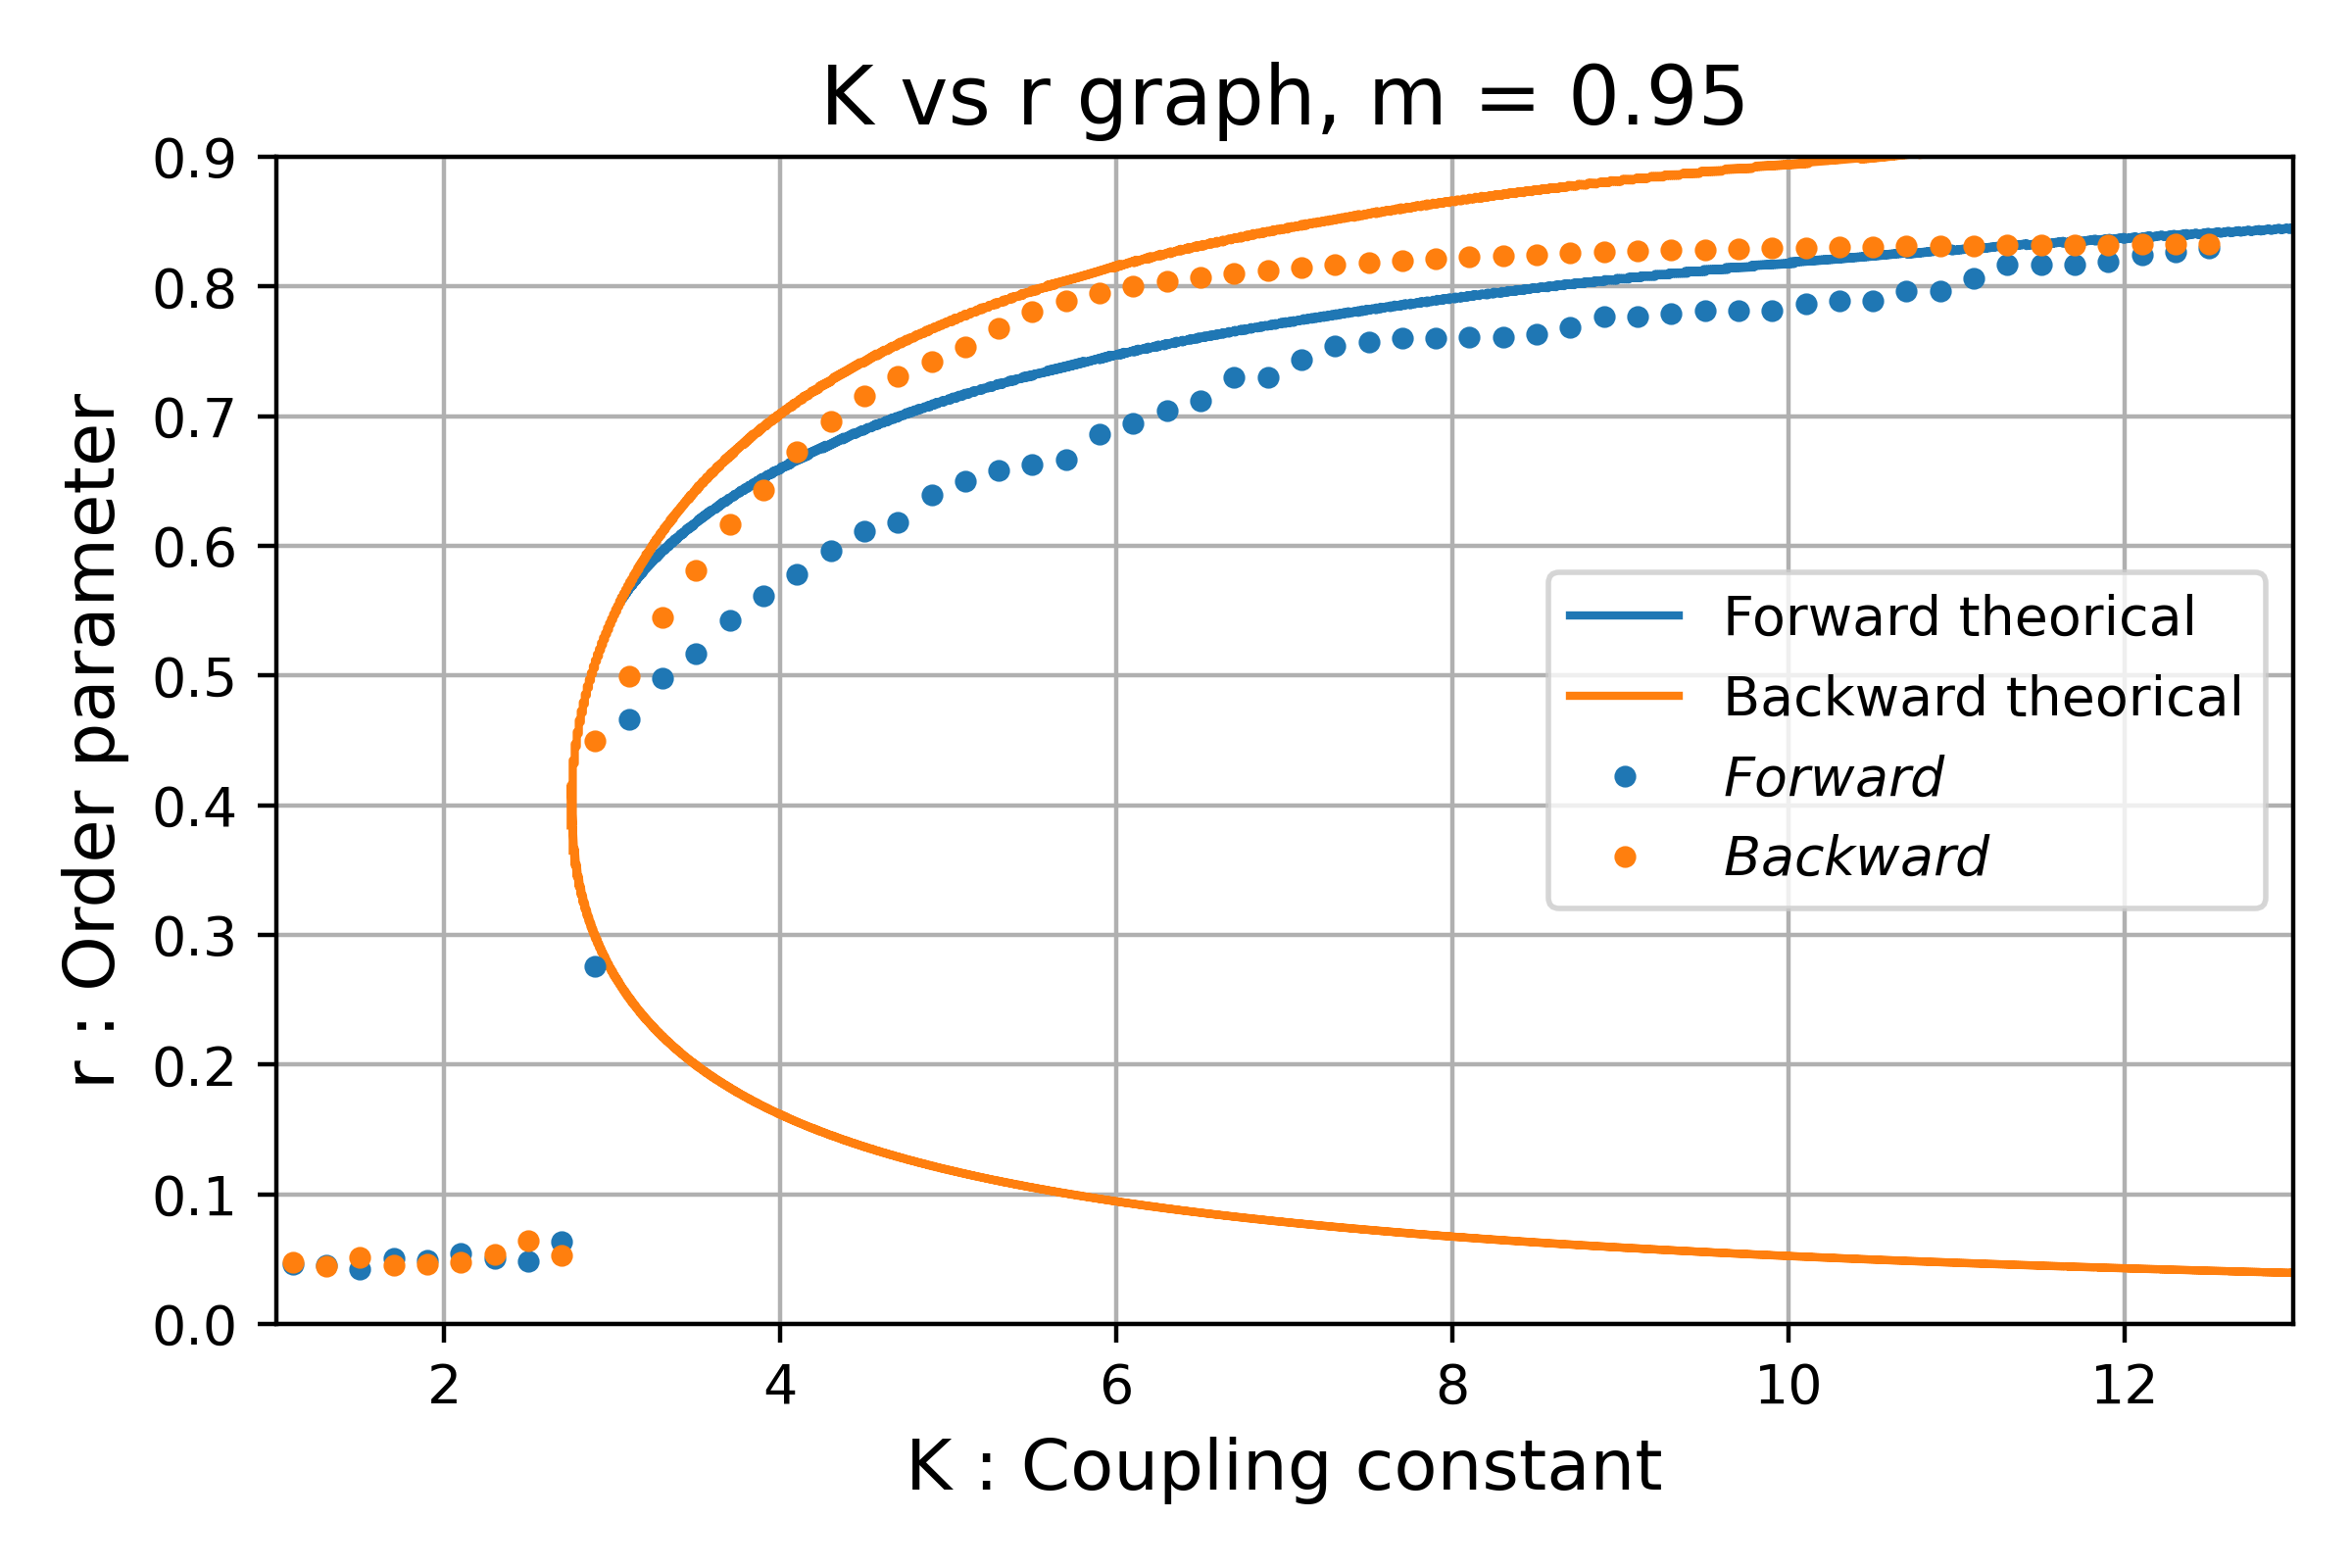 K vs r graph, m = 0.95
r : Order parameter
0.9
0.8
0.7
0.6
0.5
0.4
0.3
0.2
0.1
0.0
Forward theorical
Backward theorical
Forward
Backward
2 4 6 8 10 12
K : Coupling constant